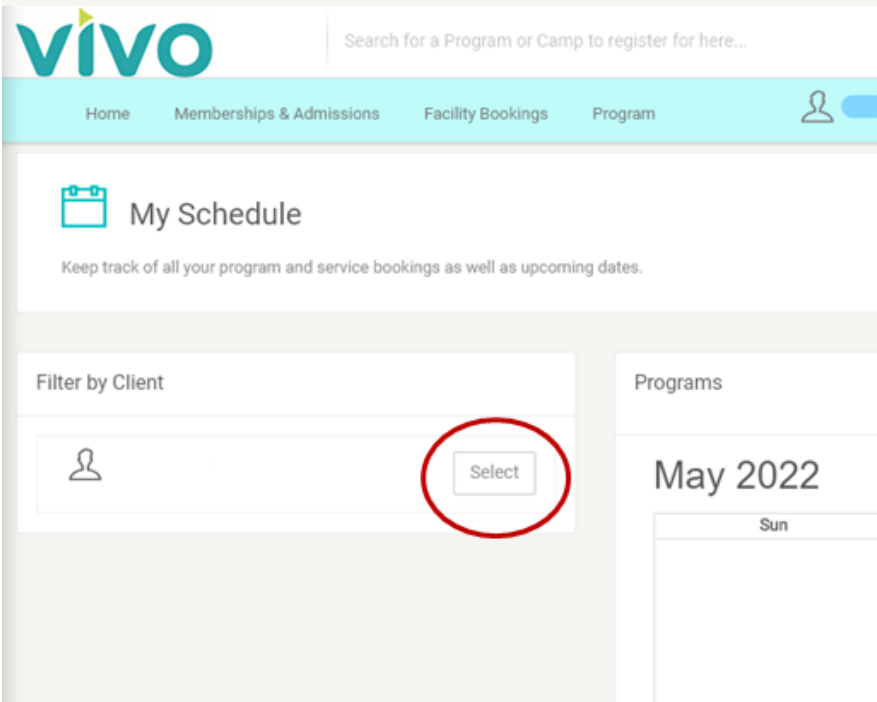 vivo
Search for a Program or Camp to register for here...
Home Memberships & Admissions Facility Bookings Program
My Schedule
Keep track of all your program and service bookings as well as upcoming dates.
Filter by Client
Select
Programs
May 2022
Sun